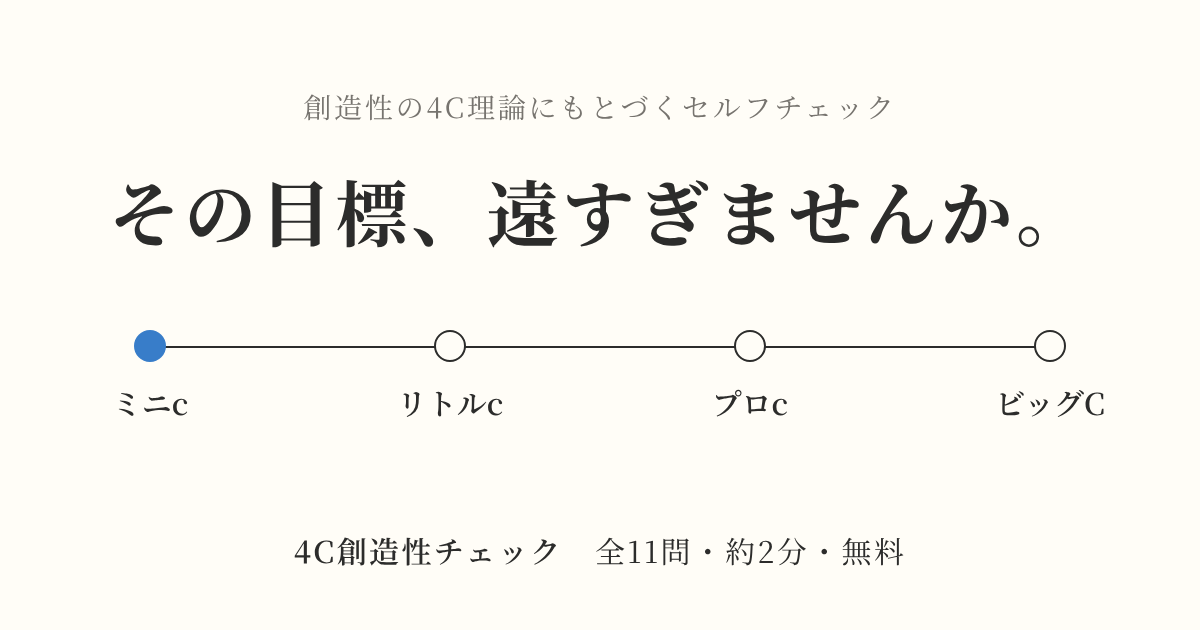 創造性の4C理論にもとづくセルフチェック
その目標、遠すぎませんか。
ミニc リトルc プロc ビッグC
4C創造性チェック　全11問・約2分・無料